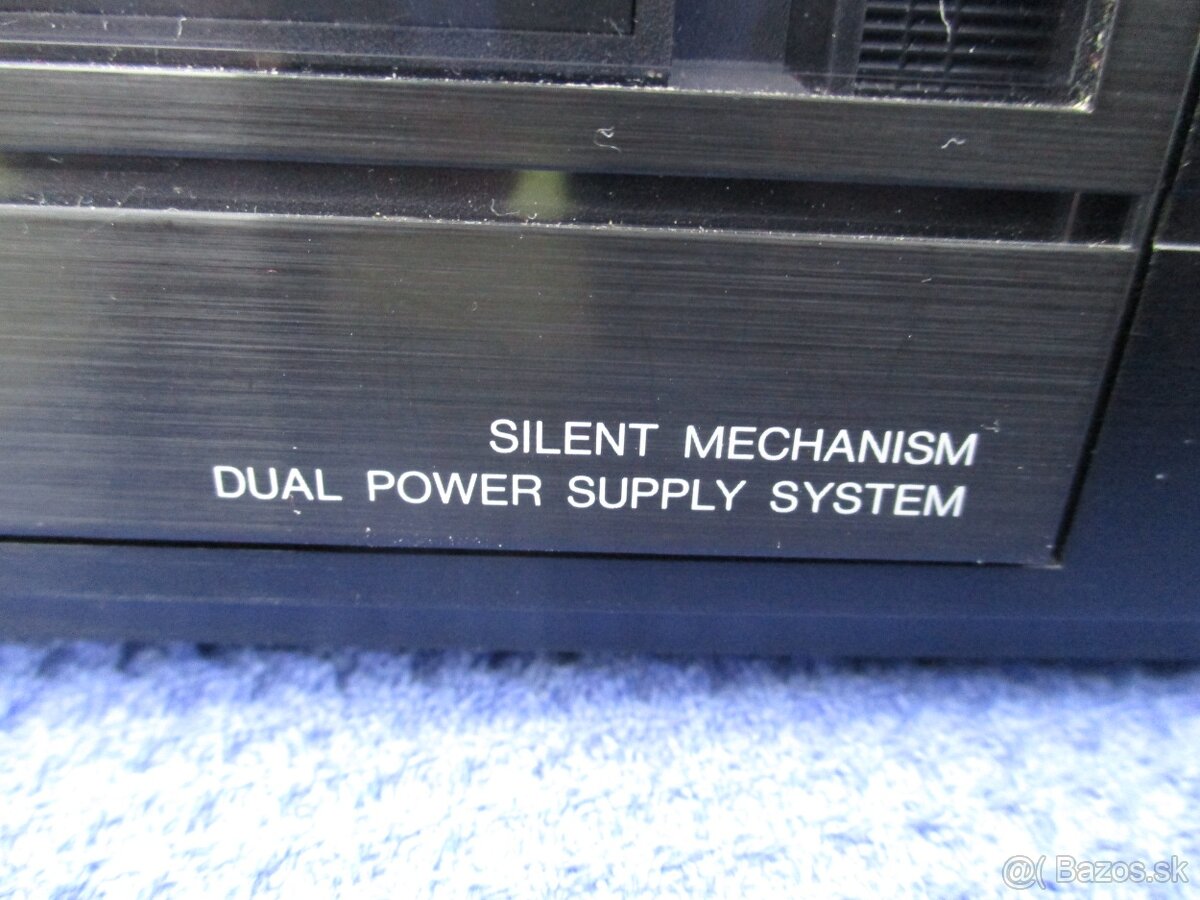 SILENT MECHANISM
DUAL POWER SUPPLY SYSTEM
@( Bazos.sk